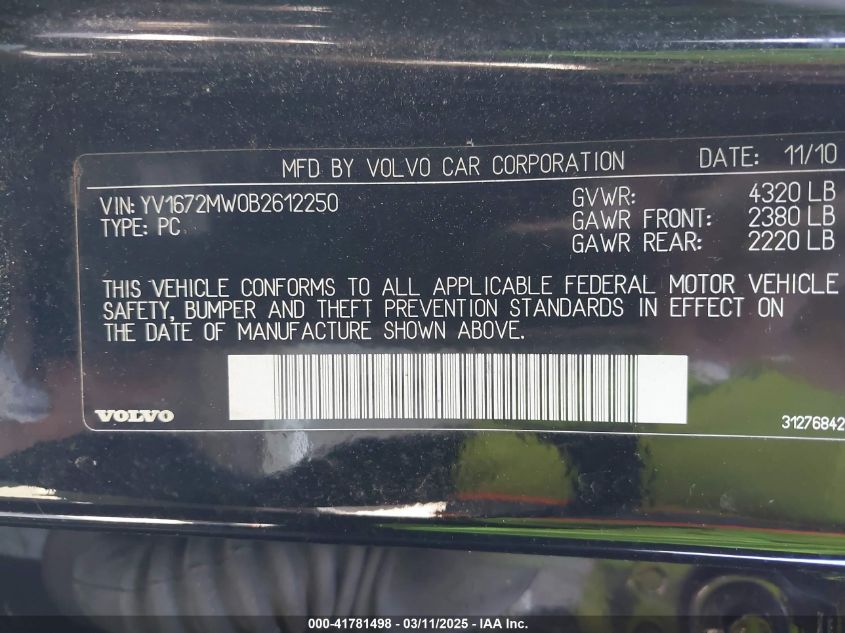 MFD BY VOLVO CAR CORPORATION DATE: 11/10
VIN: YV1672MW0B2612250 GVWR: 4320 LB
TYPE: PC GAWR FRONT: 2380 LB
GAWR REAR: 2220 LB
THIS VEHICLE CONFORMS TO ALL APPLICABLE FEDERAL MOTOR VEHICLE
SAFETY, BUMPER AND THEFT PREVENTION STANDARDS IN EFFECT ON
THE DATE OF MANUFACTURE SHOWN ABOVE.
VOLVO
31276842
000-41781498 - 03/11/2025 - IAA Inc.